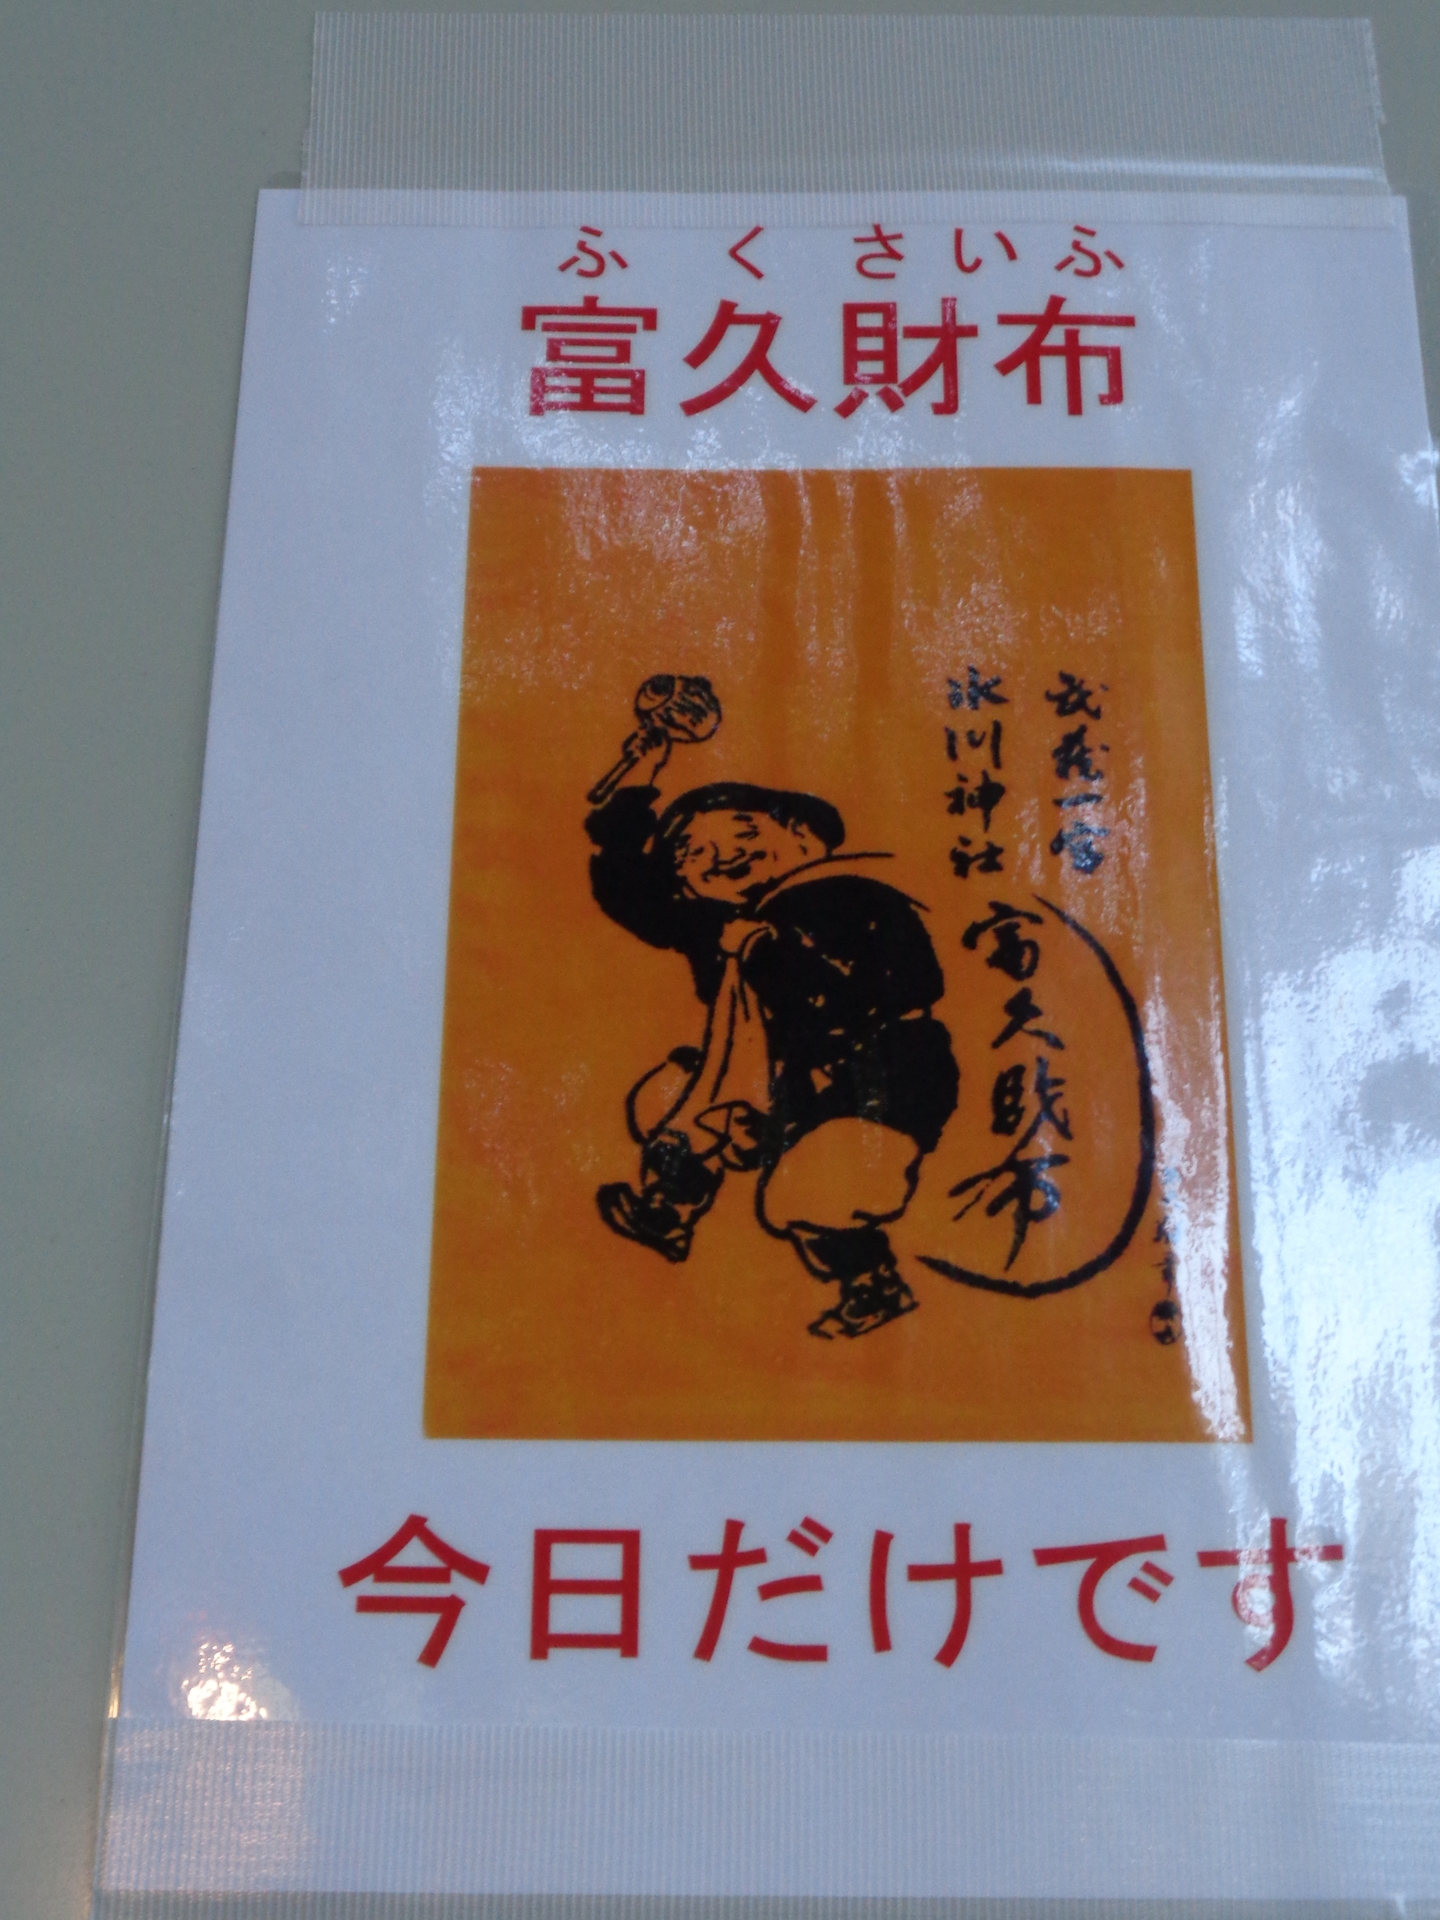 ふくさいふ
富久財布
武蔵一宮
氷川神社
富久財布
今日だけです